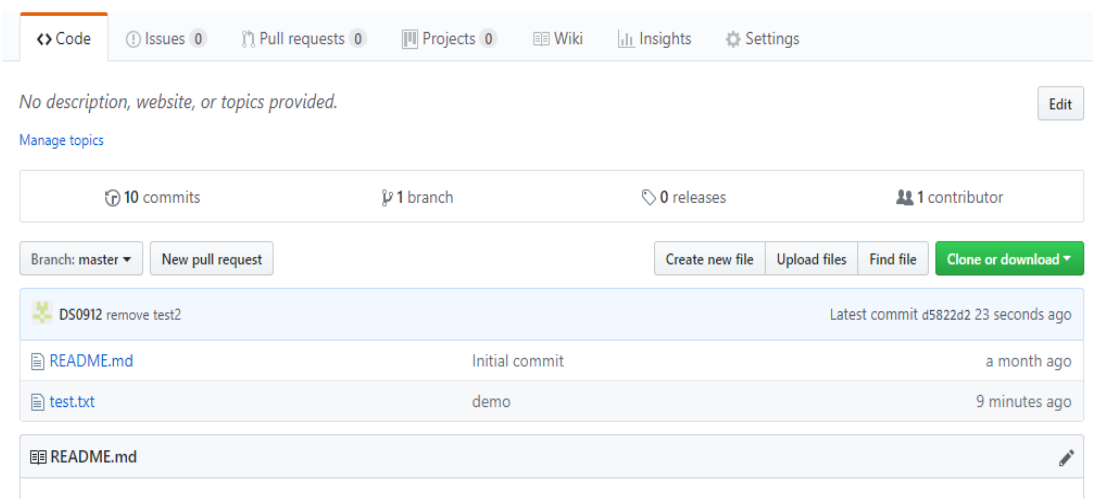 Code Issues 0 Pull requests 0 Projects 0 Wiki Insights Settings
No description, website, or topics provided. Edit
Manage topics
10 commits 1 branch 0 releases 1 contributor
Branch: master New pull request Create new file Upload files Find file Clone or download
DS0912 remove test2 Latest commit d5822d2 23 seconds ago
README.md Initial commit a month ago
test.txt demo 9 minutes ago
README.md